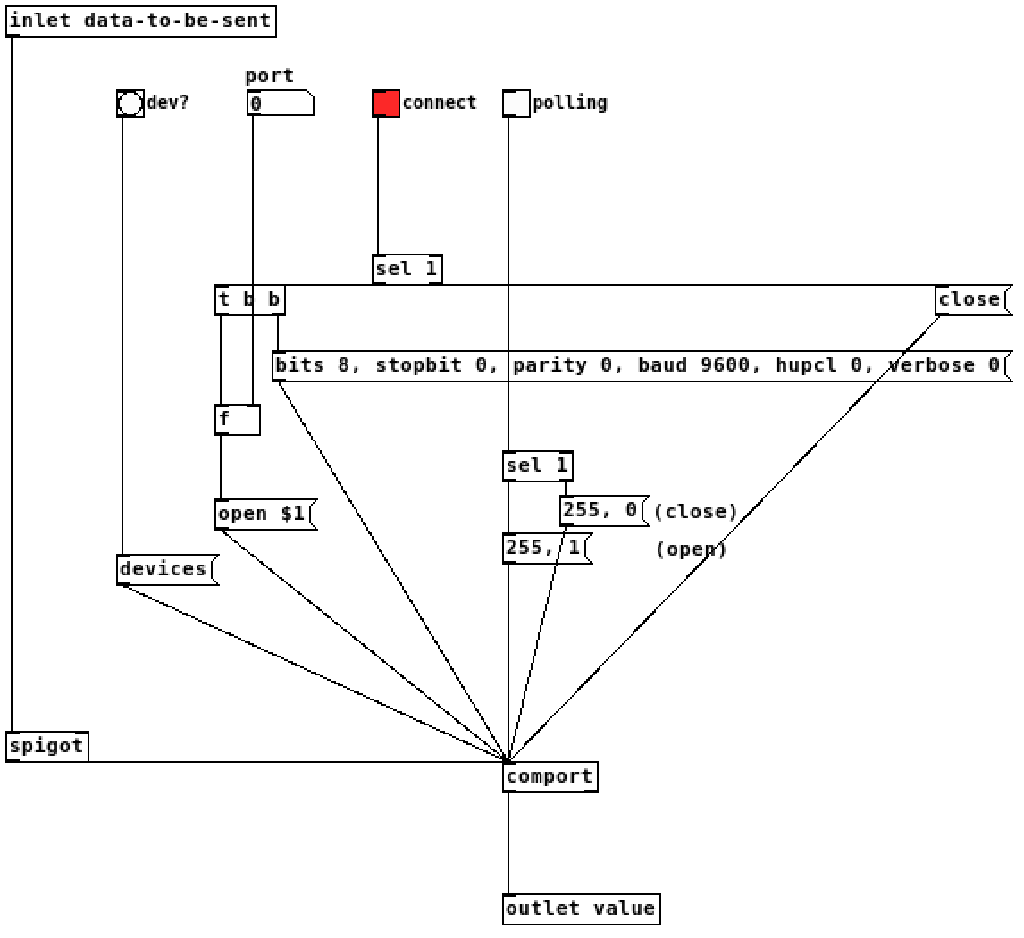 inlet data-to-be-sent
port
dev?
0
connect
polling
sel 1
t b b
close
bits 8, stopbit 0, parity 0, baud 9600, hupcl 0, verbose 0
f
sel 1
open $1
255, 0
(close)
255, 1
(open)
devices
spigot
comport
outlet value